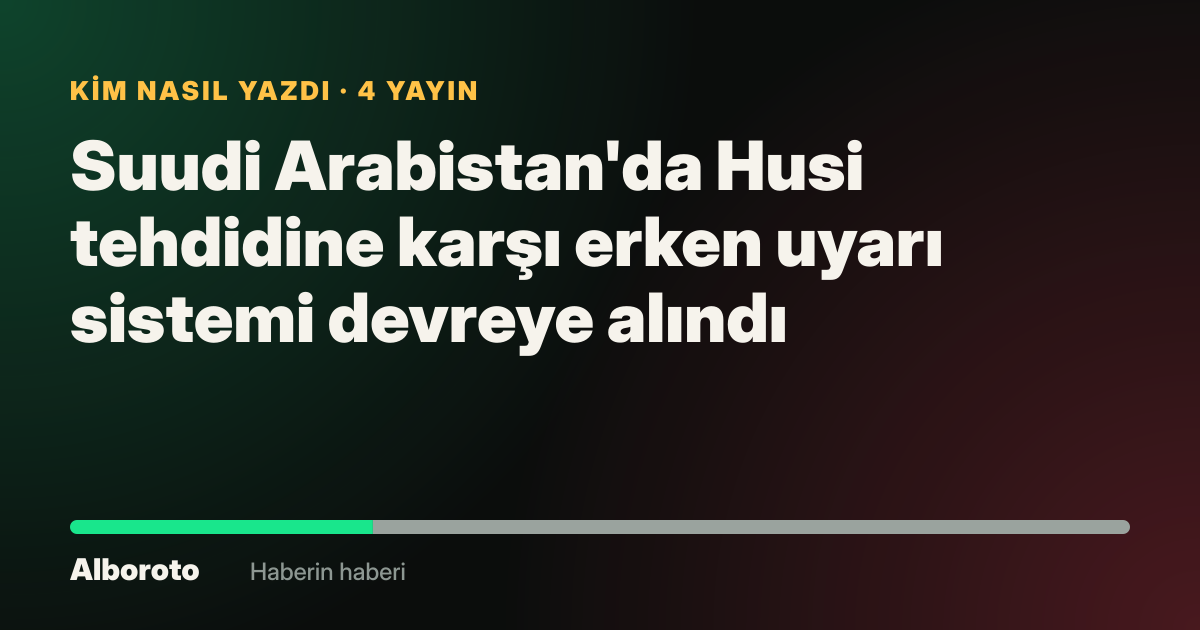 KİM NASIL YAZDI · 4 YAYIN
Suudi Arabistan'da Husi
tehdidine karşı erken uyarı
sistemi devreye alındı
Alboroto
Haberin haberi